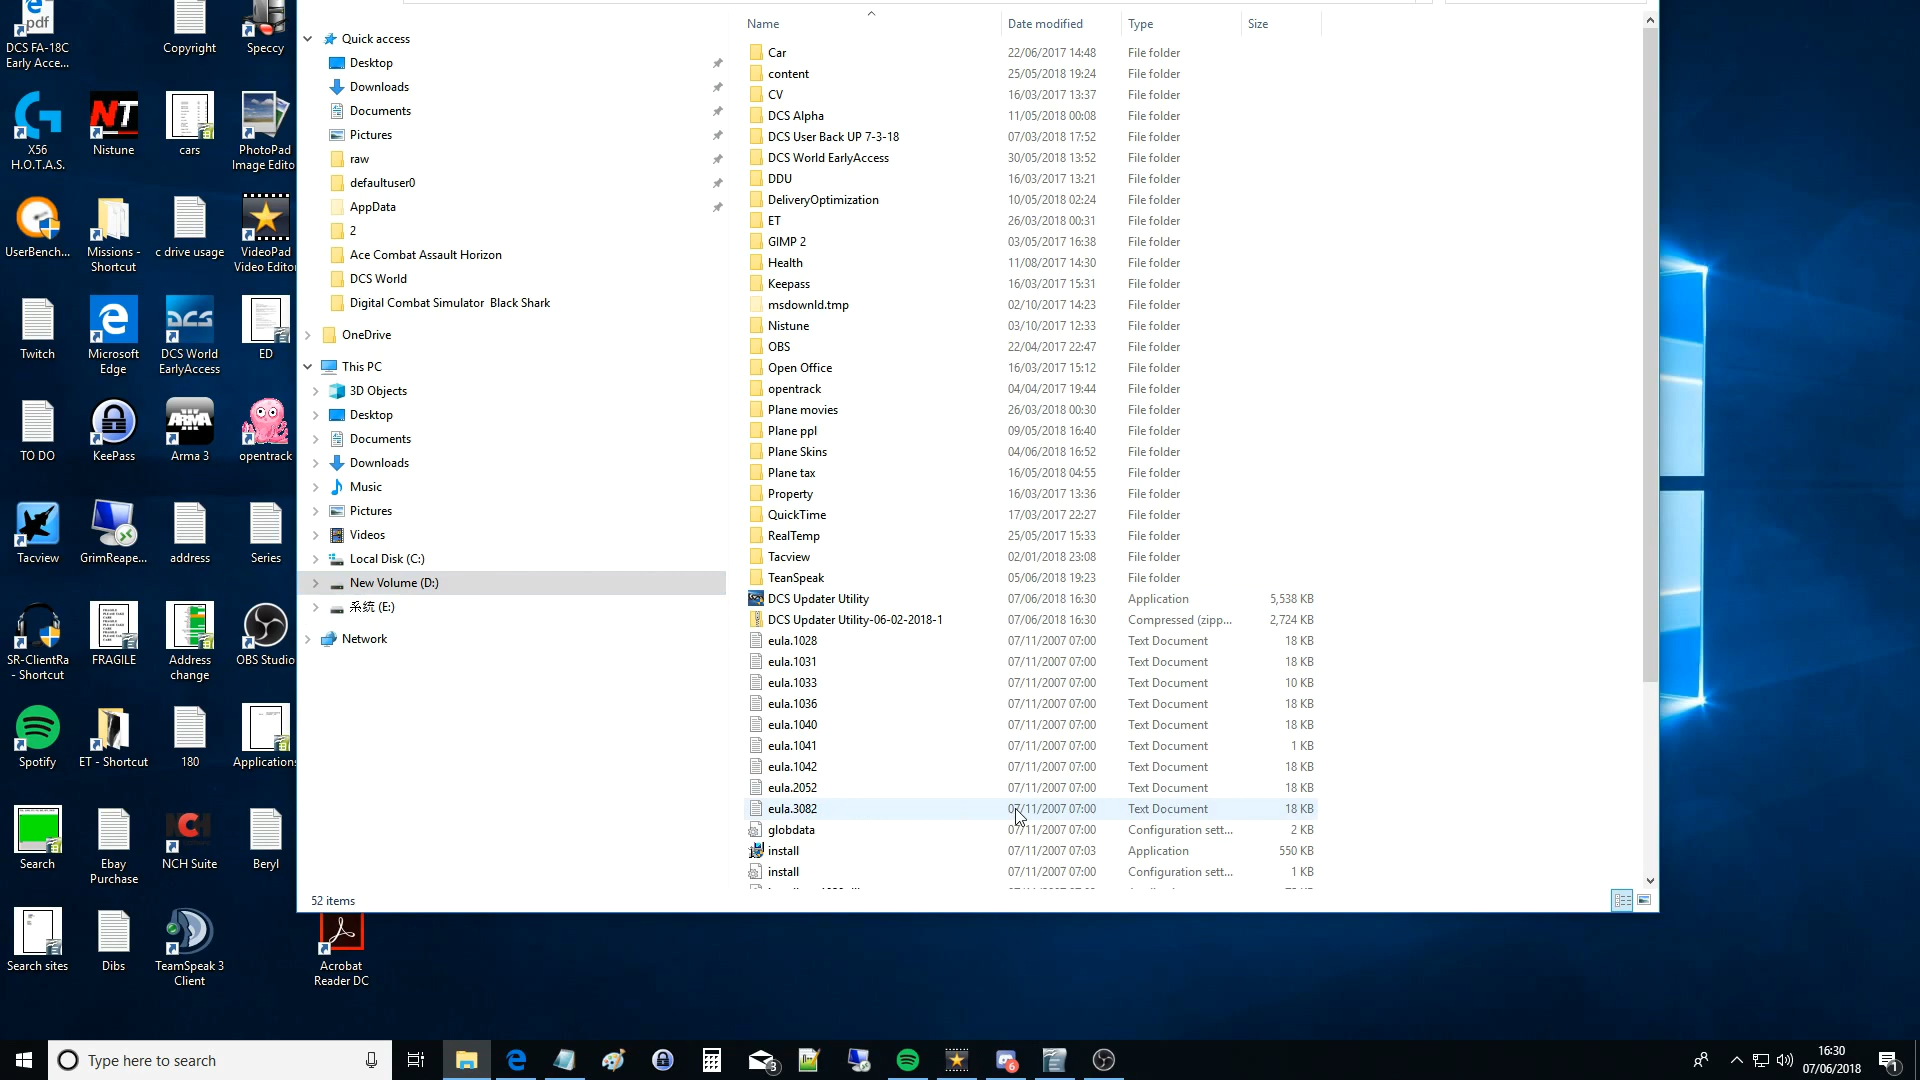 pdf
DCS FA-18C
Early Acce...
Copyright
Speccy
X56
H.O.T.A.S.
NT
Nistune
cars
PhotoPad
Image Edito
UserBench...
Missions -
Shortcut
c drive usage
VideoPad
Video Edito
Twitch
Microsoft
Edge
DCS
DCS World
EarlyAccess
ED
TO DO
KeePass
ARMA
Arma 3
opentrack
Tacview
GrimReape...
address
Series
SR-ClientRa
- Shortcut
FRAGILE
Address
change
OBS Studio
Spotify
ET - Shortcut
180
Applications
Search
Ebay
Purchase
NCH
NCH Suite
Beryl
Search sites
Dibs
TeamSpeak 3
Client
Acrobat
Reader DC
Quick access
Desktop
Downloads
Documents
Pictures
raw
defaultuser0
AppData
2
Ace Combat Assault Horizon
DCS World
Digital Combat Simulator  Black Shark
OneDrive
This PC
3D Objects
Desktop
Documents
Downloads
Music
Pictures
Videos
Local Disk (C:)
New Volume (D:)
系统 (E:)
Network
Name Date modified Type Size
Car 22/06/2017 14:48 File folder
content 25/05/2018 19:24 File folder
CV 16/03/2017 13:37 File folder
DCS Alpha 11/05/2018 00:08 File folder
DCS User Back UP 7-3-18 07/03/2018 17:52 File folder
DCS World EarlyAccess 30/05/2018 13:52 File folder
DDU 16/03/2017 13:21 File folder
DeliveryOptimization 10/05/2018 02:24 File folder
ET 26/03/2018 00:31 File folder
GIMP 2 03/05/2017 16:38 File folder
Health 11/08/2017 14:30 File folder
Keepass 16/03/2017 15:31 File folder
msdownld.tmp 02/10/2017 14:23 File folder
Nistune 03/10/2017 12:33 File folder
OBS 22/04/2017 22:47 File folder
Open Office 16/03/2017 15:12 File folder
opentrack 04/04/2017 19:44 File folder
Plane movies 26/03/2018 00:30 File folder
Plane ppl 09/05/2018 16:40 File folder
Plane Skins 04/06/2018 16:52 File folder
Plane tax 16/05/2018 04:55 File folder
Property 16/03/2017 13:36 File folder
QuickTime 17/03/2017 22:27 File folder
RealTemp 25/05/2017 15:33 File folder
Tacview 02/01/2018 23:08 File folder
TeanSpeak 05/06/2018 19:23 File folder
DCS Updater Utility 07/06/2018 16:30 Application 5,538 KB
DCS Updater Utility-06-02-2018-1 07/06/2018 16:30 Compressed (zipp... 2,724 KB
eula.1028 07/11/2007 07:00 Text Document 18 KB
eula.1031 07/11/2007 07:00 Text Document 18 KB
eula.1033 07/11/2007 07:00 Text Document 10 KB
eula.1036 07/11/2007 07:00 Text Document 18 KB
eula.1040 07/11/2007 07:00 Text Document 18 KB
eula.1041 07/11/2007 07:00 Text Document 1 KB
eula.1042 07/11/2007 07:00 Text Document 18 KB
eula.2052 07/11/2007 07:00 Text Document 18 KB
eula.3082 07/11/2007 07:00 Text Document 18 KB
globdata 07/11/2007 07:00 Configuration sett... 2 KB
install 07/11/2007 07:03 Application 550 KB
install 07/11/2007 07:00 Configuration sett... 1 KB
52 items
Type here to search
3
6
16:30
07/06/2018
1